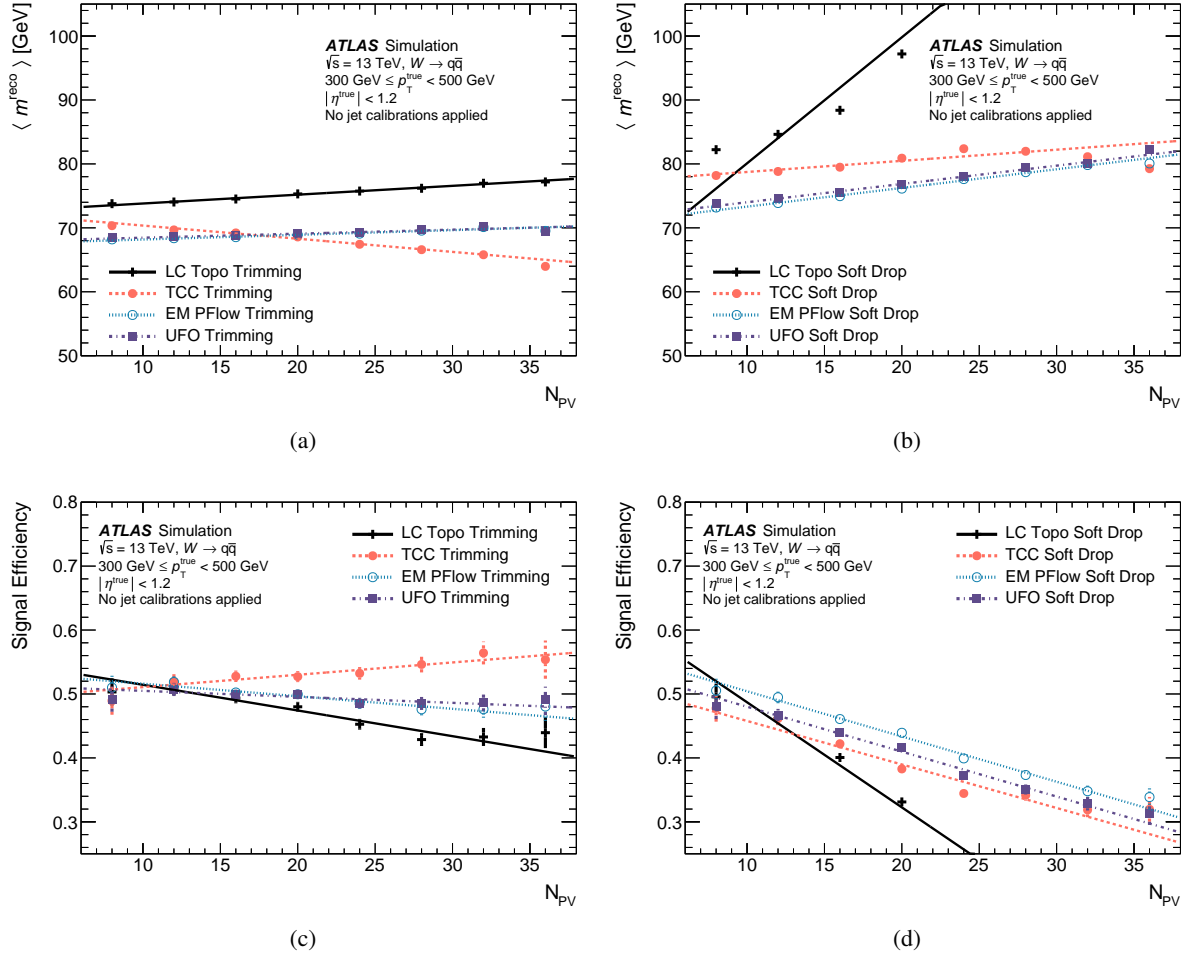 ⟨ m^reco ⟩ [GeV]
100
90
80
70
60
50
ATLAS Simulation
√s = 13 TeV, W → qq̄
300 GeV ≤ p_T^true < 500 GeV
|η^true| < 1.2
No jet calibrations applied
LC Topo Trimming
TCC Trimming
EM PFlow Trimming
UFO Trimming
10 15 20 25 30 35
N_PV
(a)
⟨ m^reco ⟩ [GeV]
100
90
80
70
60
50
ATLAS Simulation
√s = 13 TeV, W → qq̄
300 GeV ≤ p_T^true < 500 GeV
|η^true| < 1.2
No jet calibrations applied
LC Topo Soft Drop
TCC Soft Drop
EM PFlow Soft Drop
UFO Soft Drop
10 15 20 25 30 35
N_PV
(b)
Signal Efficiency
0.8
0.7
0.6
0.5
0.4
0.3
ATLAS Simulation
√s = 13 TeV, W → qq̄
300 GeV ≤ p_T^true < 500 GeV
|η^true| < 1.2
No jet calibrations applied
LC Topo Trimming
TCC Trimming
EM PFlow Trimming
UFO Trimming
10 15 20 25 30 35
N_PV
(c)
Signal Efficiency
0.8
0.7
0.6
0.5
0.4
0.3
ATLAS Simulation
√s = 13 TeV, W → qq̄
300 GeV ≤ p_T^true < 500 GeV
|η^true| < 1.2
No jet calibrations applied
LC Topo Soft Drop
TCC Soft Drop
EM PFlow Soft Drop
UFO Soft Drop
10 15 20 25 30 35
N_PV
(d)